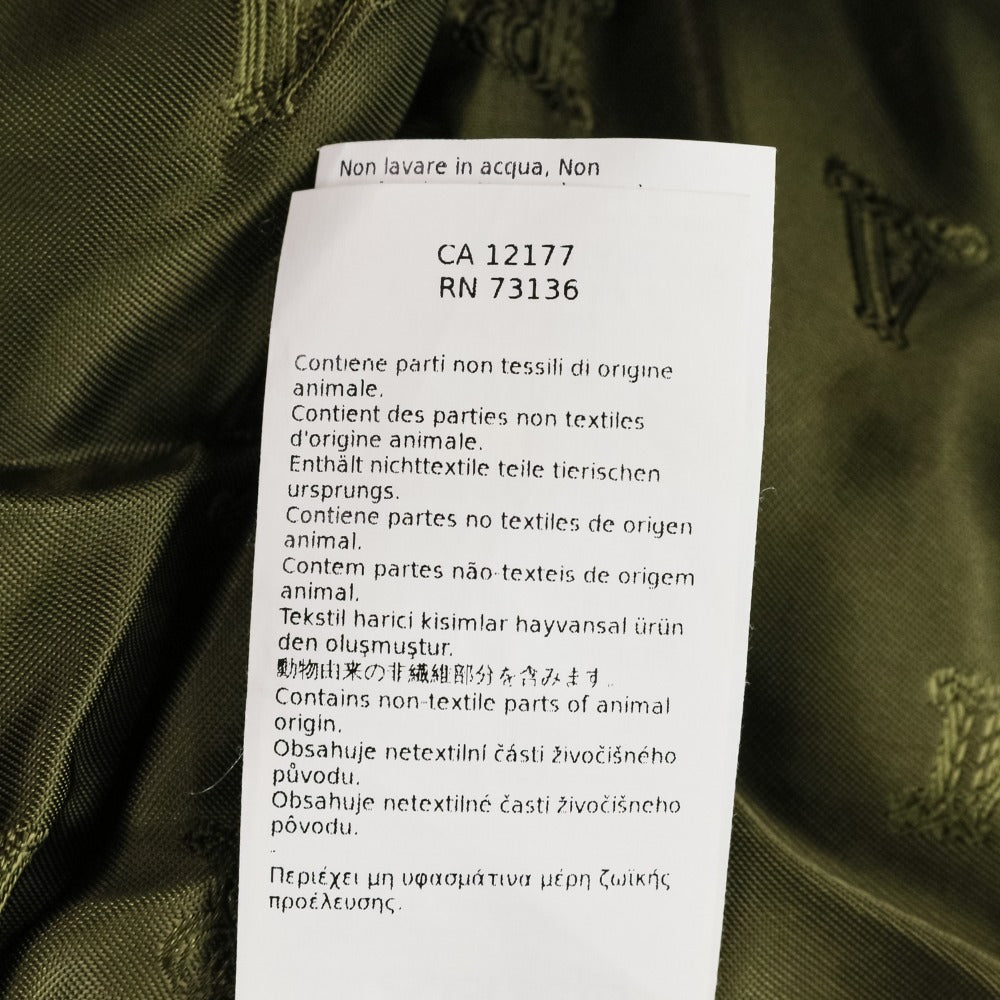 Non lavare in acqua, Non
CA 12177
RN 73136
Contiene parti non tessili di origine
animale.
Contient des parties non textiles
d'origine animale.
Enthält nichttextile teile tierischen
ursprungs.
Contiene partes no textiles de origen
animal.
Contem partes não-texteis de origem
animal.
Tekstil harici kisimlar hayvansal ürün
den oluşmuştur.
動物由来の非繊維部分を含みます。
Contains non-textile parts of animal
origin.
Obsahuje netextilní části živočišného
původu.
Obsahuje netextilné časti živočišneho
pôvodu.
Περιέχει μη υφασμάτινα μέρη ζωϊκής
προέλευσης.